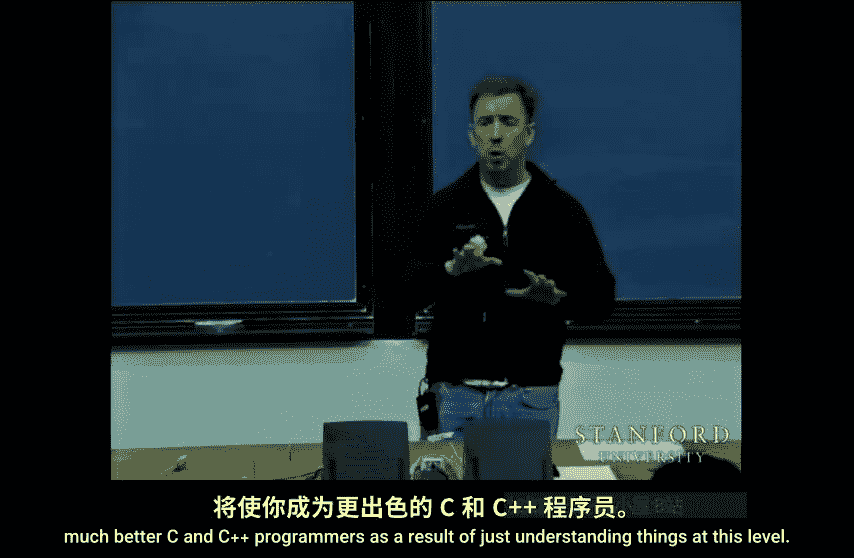 STANFORD
UNIVERSITY
将使你成为更出色的 C 和 C++ 程序员。
much better C and C++ programmers as a result of just understanding things at this level.